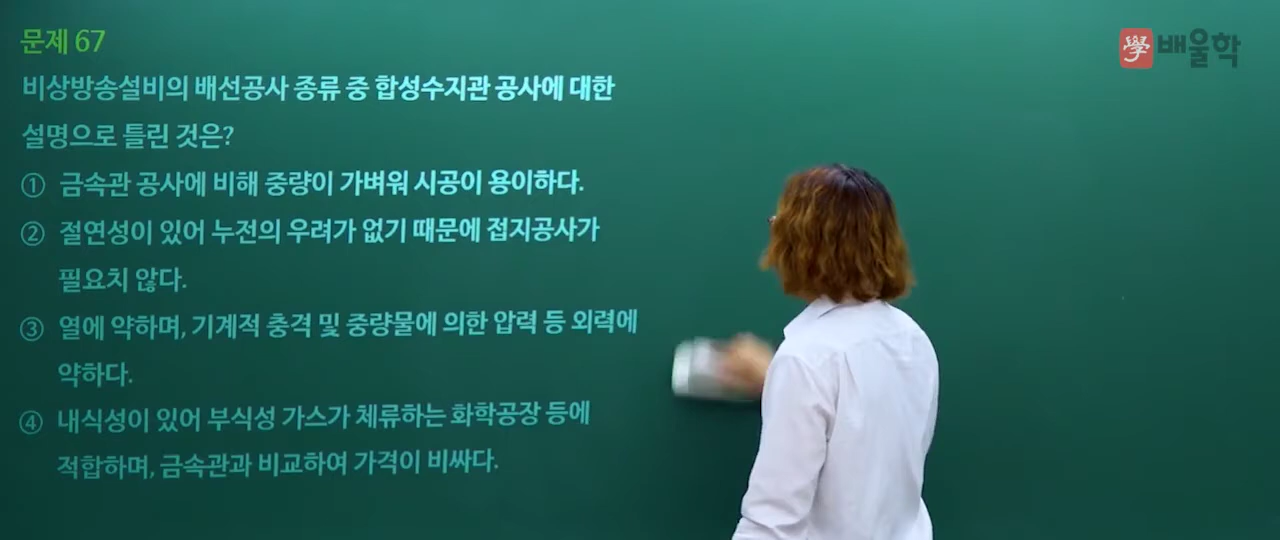 學 배울학
문제 67
비상방송설비의 배선공사 종류 중 합성수지관 공사에 대한
설명으로 틀린 것은?
① 금속관 공사에 비해 중량이 가벼워 시공이 용이하다.
② 절연성이 있어 누전의 우려가 없기 때문에 접지공사가
필요치 않다.
③ 열에 약하며, 기계적 충격 및 중량물에 의한 압력 등 외력에
약하다.
④ 내식성이 있어 부식성 가스가 체류하는 화학공장 등에
적합하며, 금속관과 비교하여 가격이 비싸다.